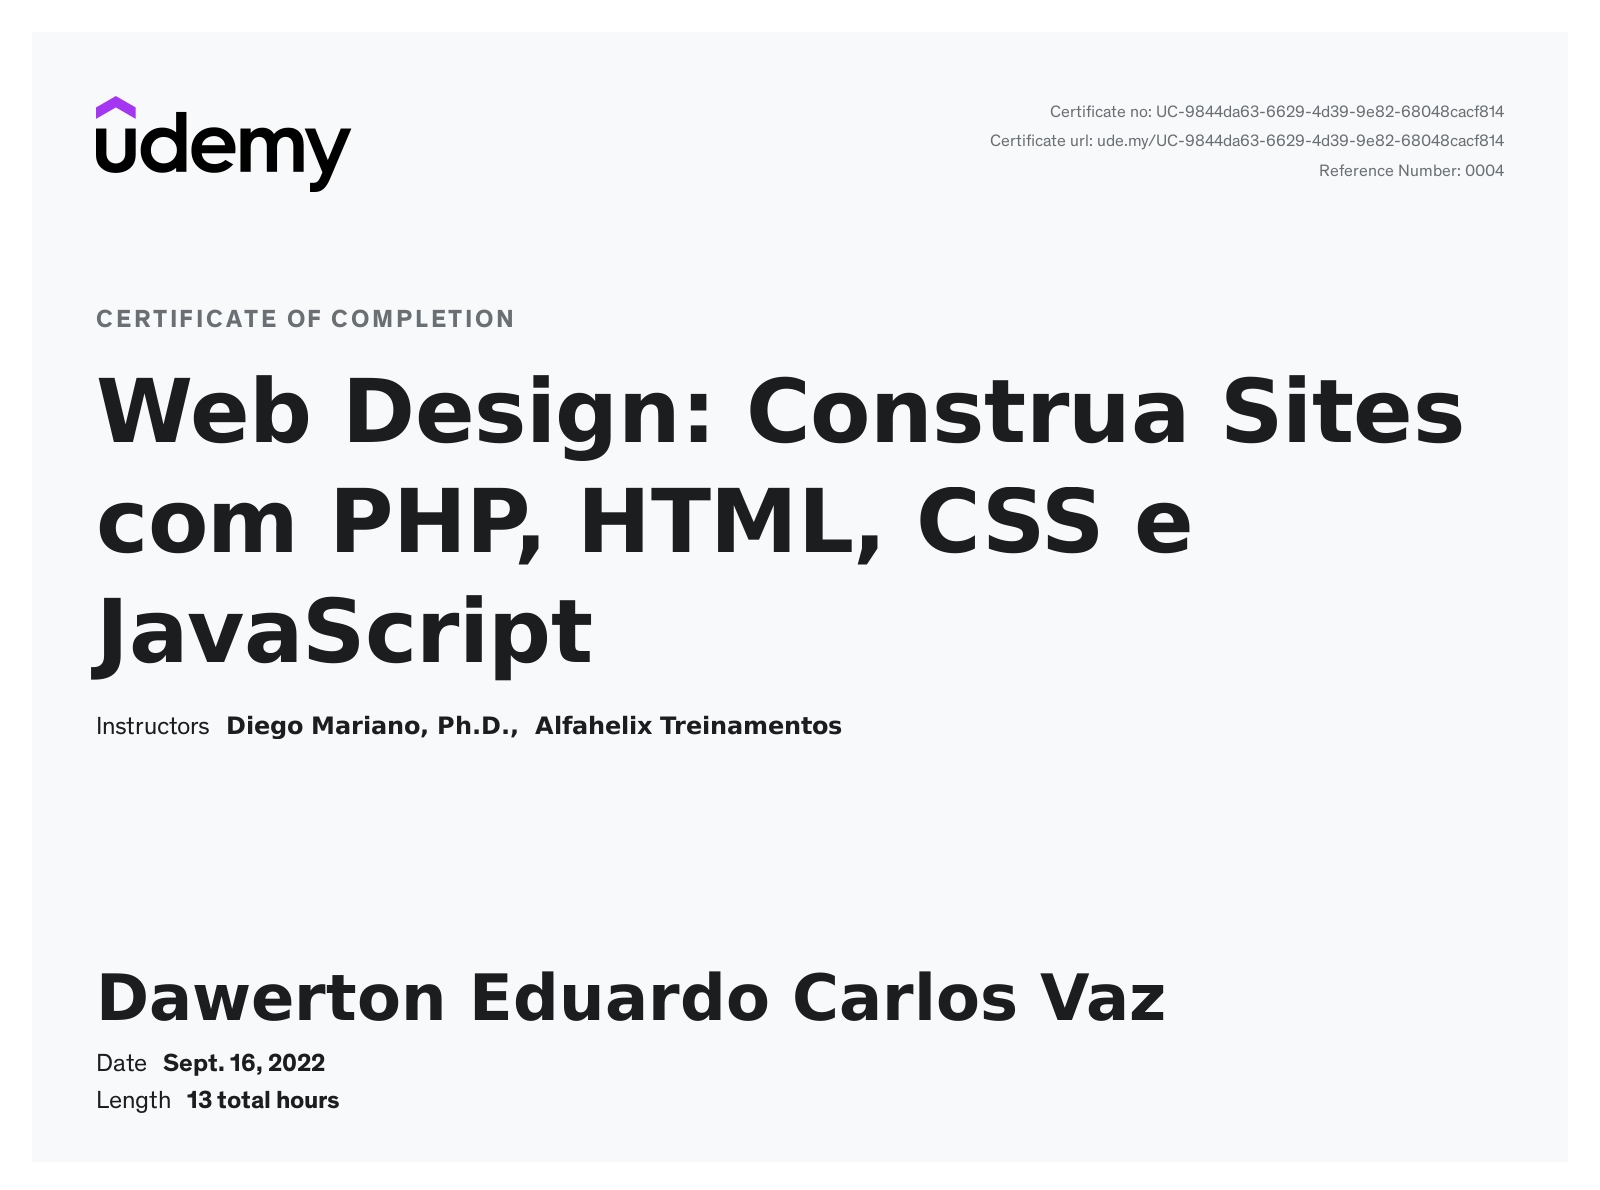 udemy
Certificate no: UC-9844da63-6629-4d39-9e82-68048cacf814
Certificate url: ude.my/UC-9844da63-6629-4d39-9e82-68048cacf814
Reference Number: 0004
CERTIFICATE OF COMPLETION
Web Design: Construa Sites
com PHP, HTML, CSS e
JavaScript
Instructors Diego Mariano, Ph.D., Alfahelix Treinamentos
Dawerton Eduardo Carlos Vaz
Date Sept. 16, 2022
Length 13 total hours